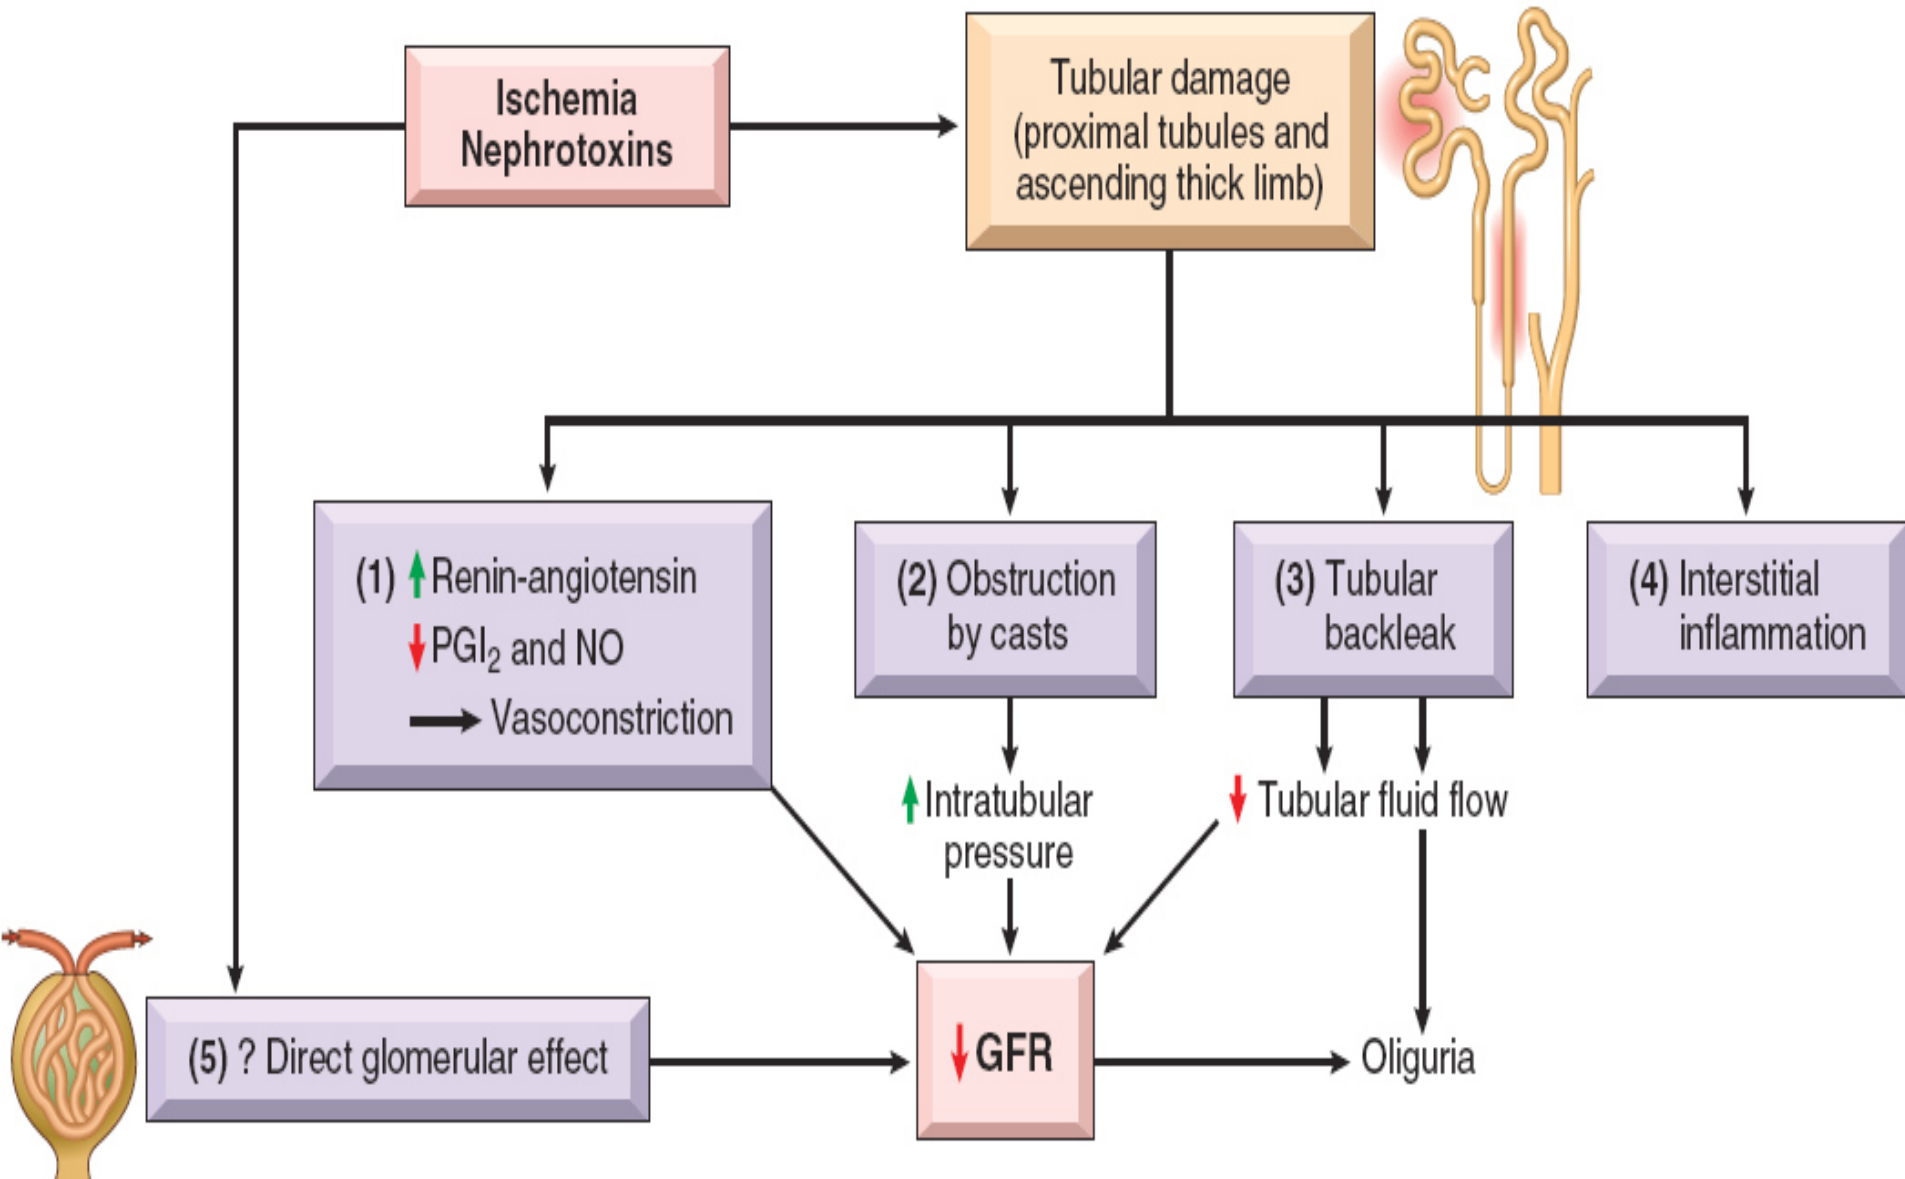 Ischemia
Nephrotoxins
Tubular damage
(proximal tubules and
ascending thick limb)
(1) ↑ Renin-angiotensin
↓ PGI₂ and NO
→ Vasoconstriction
(2) Obstruction
by casts
(3) Tubular
backleak
(4) Interstitial
inflammation
↑ Intratubular
pressure
↓ Tubular fluid flow
(5) ? Direct glomerular effect
↓ GFR
Oliguria